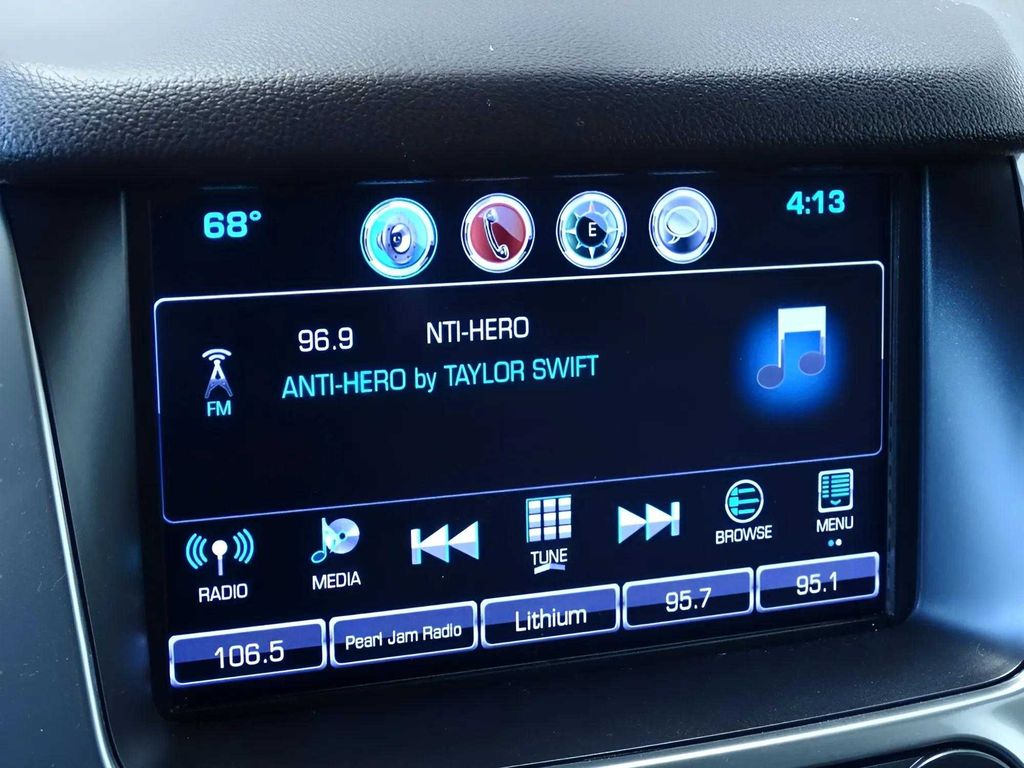 68°
E
4:13
96.9 NTI-HERO
ANTI-HERO by TAYLOR SWIFT
FM
RADIO
MEDIA
TUNE
BROWSE
MENU
106.5
Pearl Jam Radio
Lithium
95.7
95.1